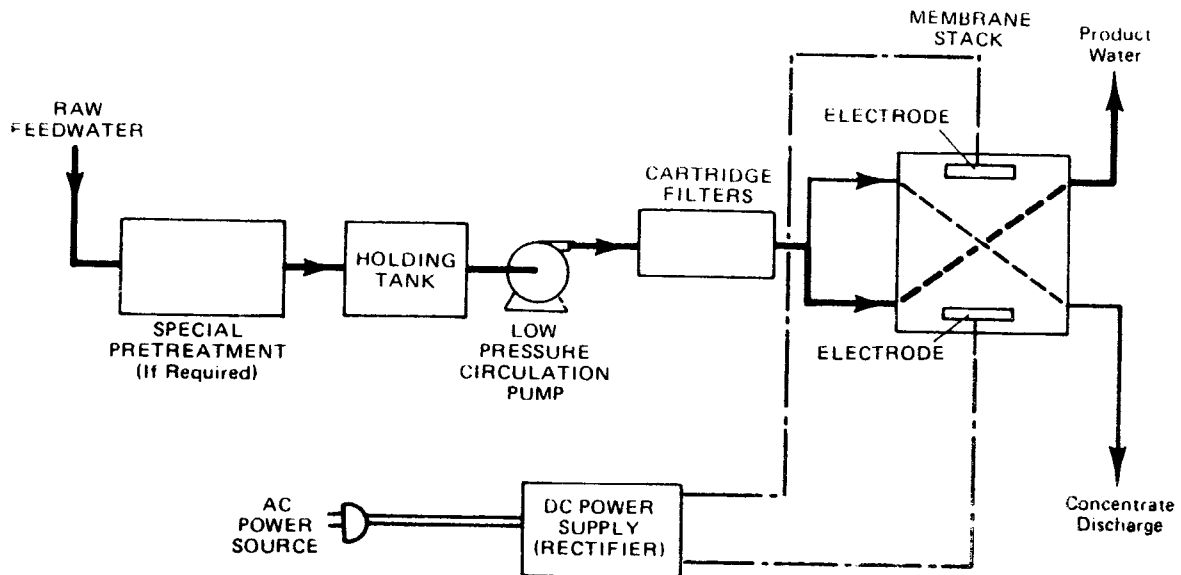 MEMBRANE
STACK
Product
Water
RAW
FEEDWATER
ELECTRODE
CARTRIDGE
FILTERS
HOLDING
TANK
SPECIAL
PRETREATMENT
(If Required)
LOW
PRESSURE
CIRCULATION
PUMP
ELECTRODE
AC
POWER
SOURCE
DC POWER
SUPPLY
(RECTIFIER)
Concentrate
Discharge